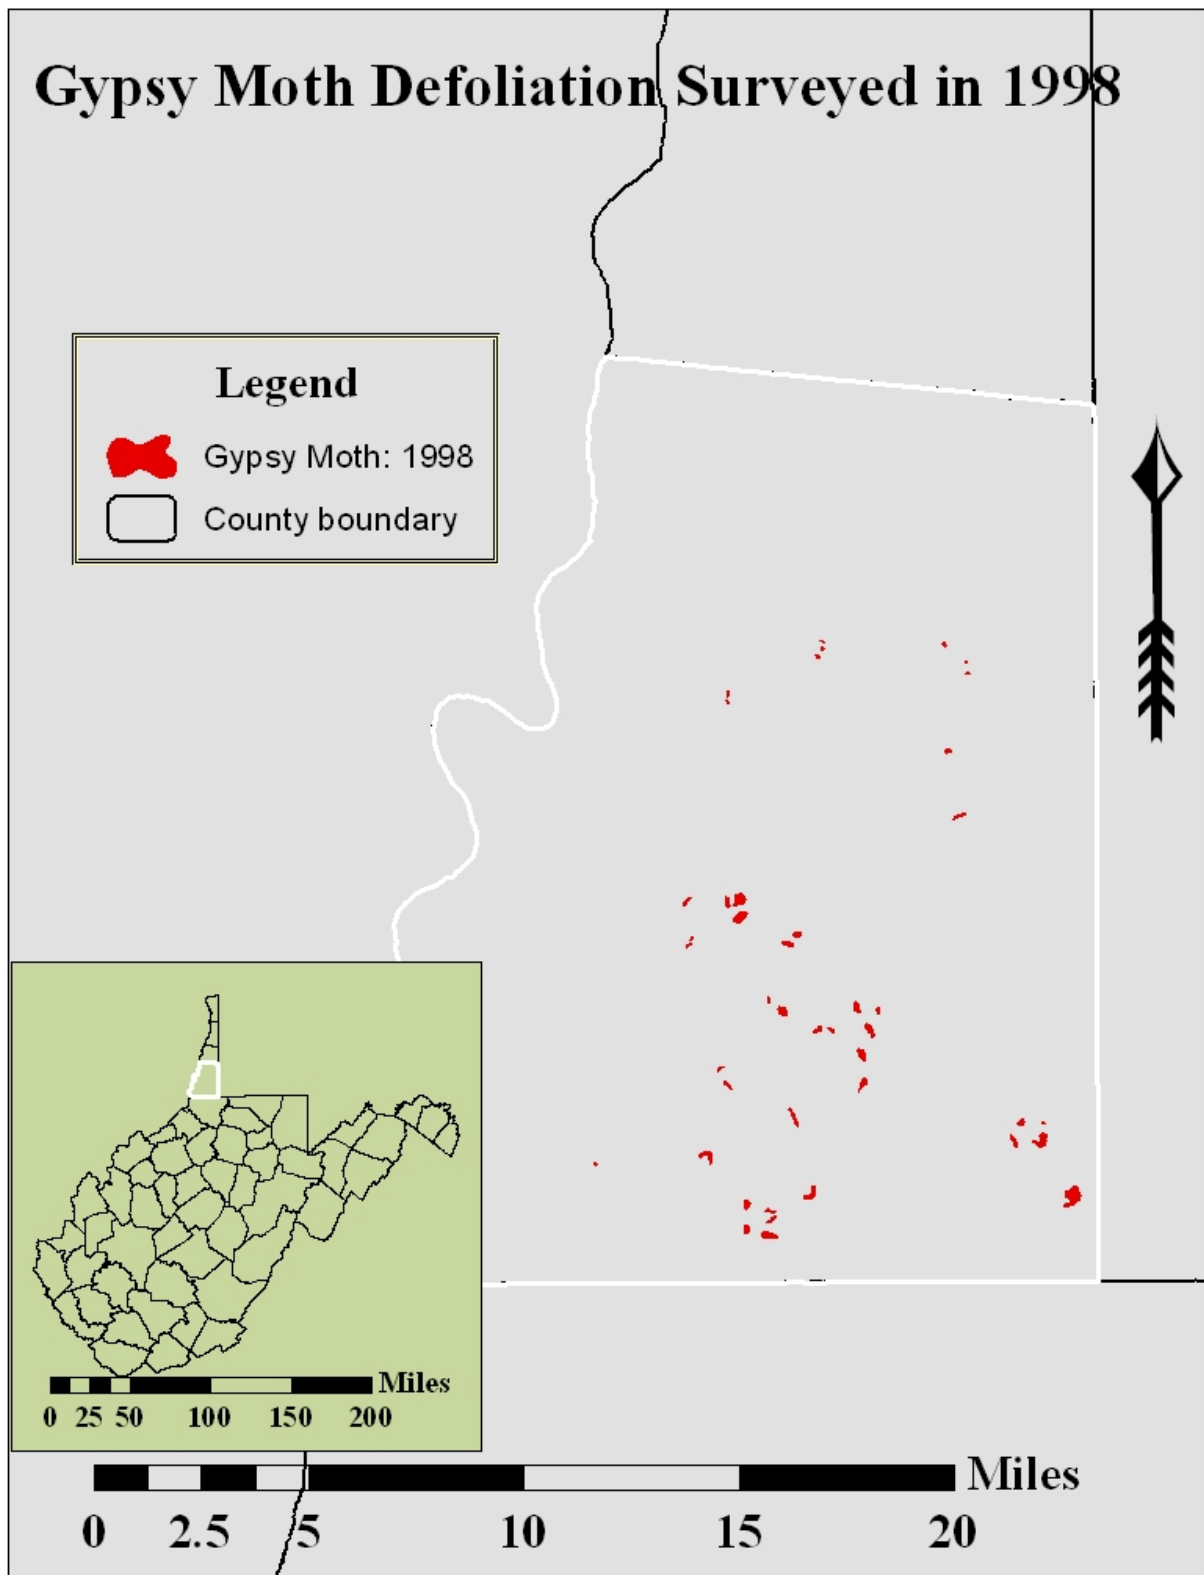 Gypsy Moth Defoliation Surveyed in 1998
Legend
Gypsy Moth: 1998
County boundary
Miles
0 25 50 100 150 200
Miles
0 2.5 5 10 15 20